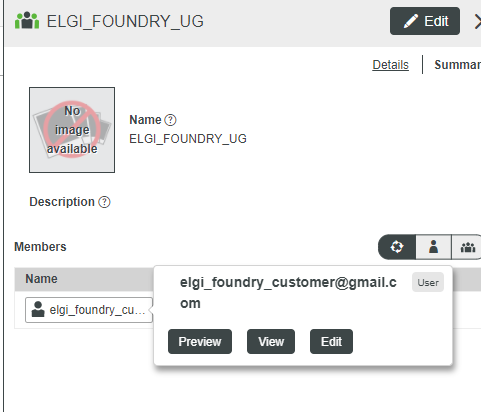 ELGI_FOUNDRY_UG
Edit
Details
Summar
No
image
available
Name ?
ELGI_FOUNDRY_UG
Description ?
Members
Name
elgi_foundry_cu...
elgi_foundry_customer@gmail.c
om
User
Preview View Edit